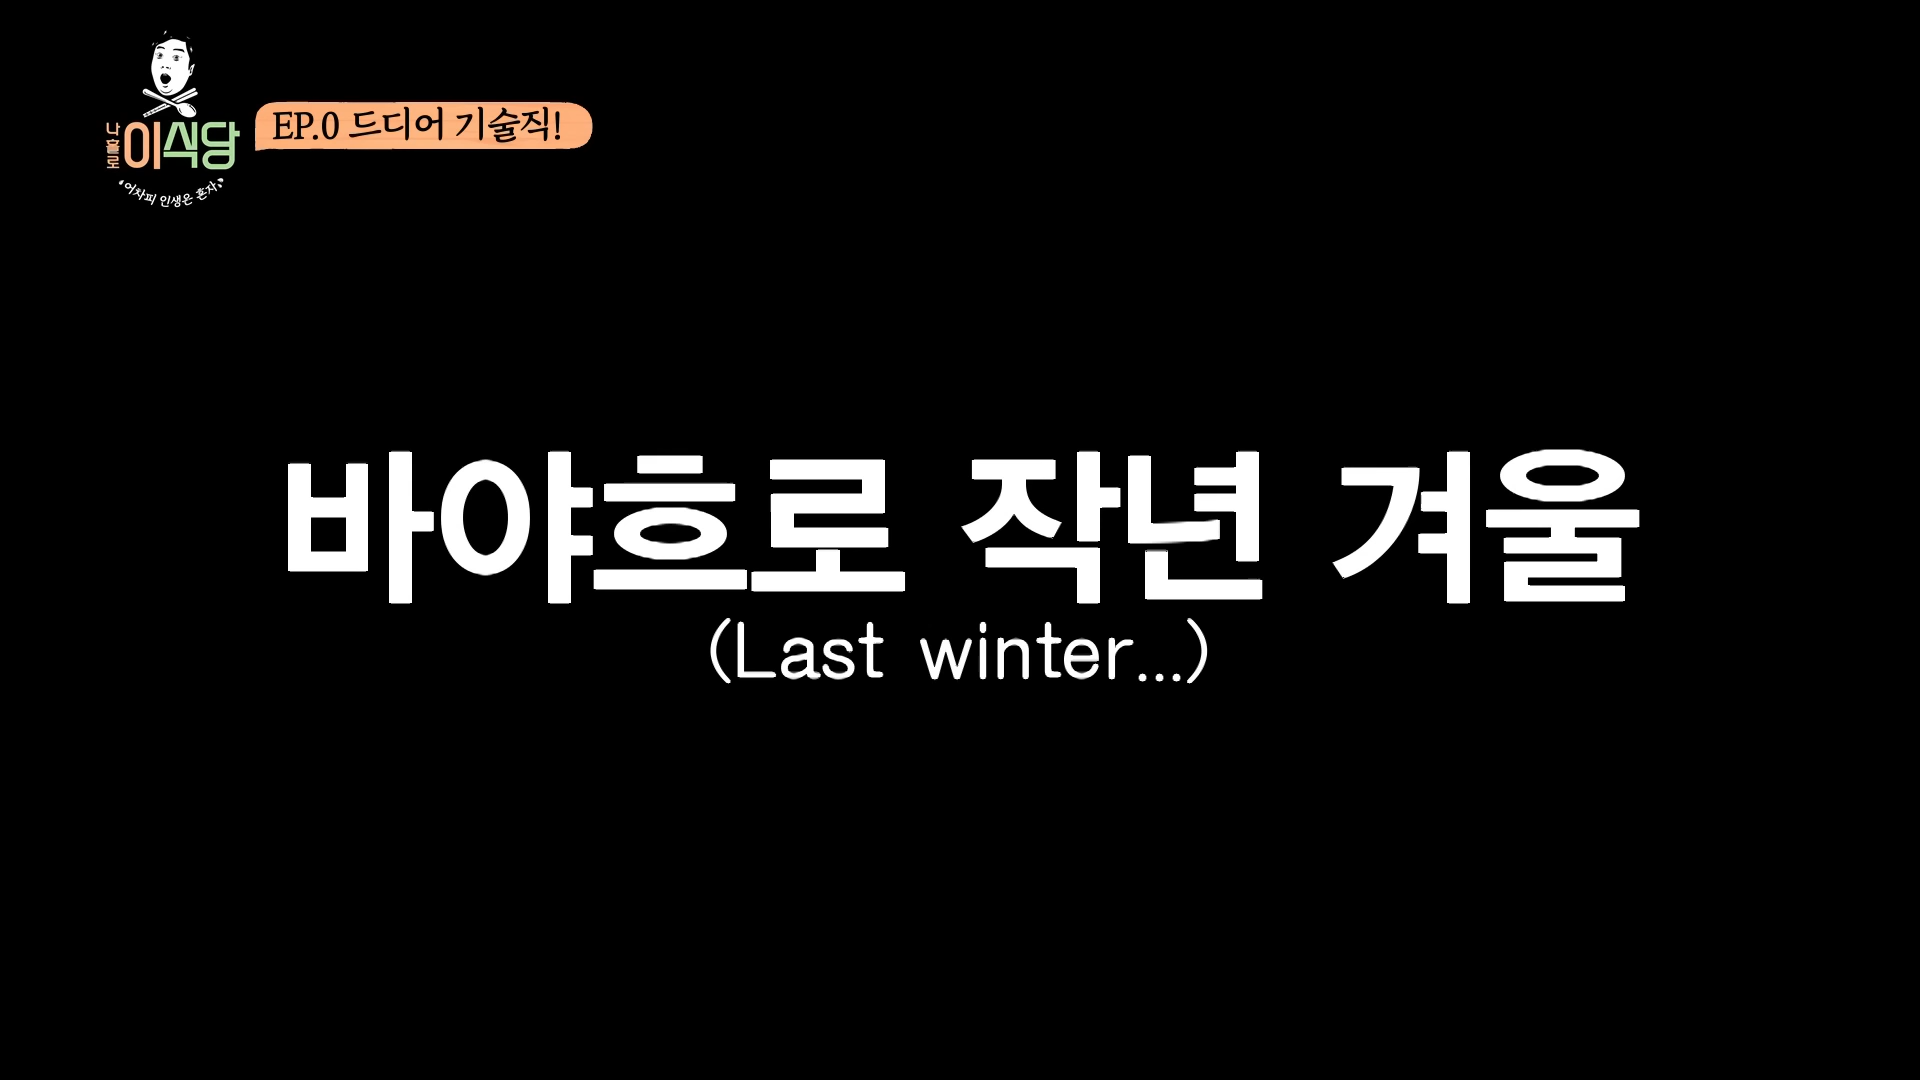 나홀로
이식당
어차피 인생은 혼자
EP.0 드디어 기술직!
바야흐로 작년 겨울
(Last winter...)